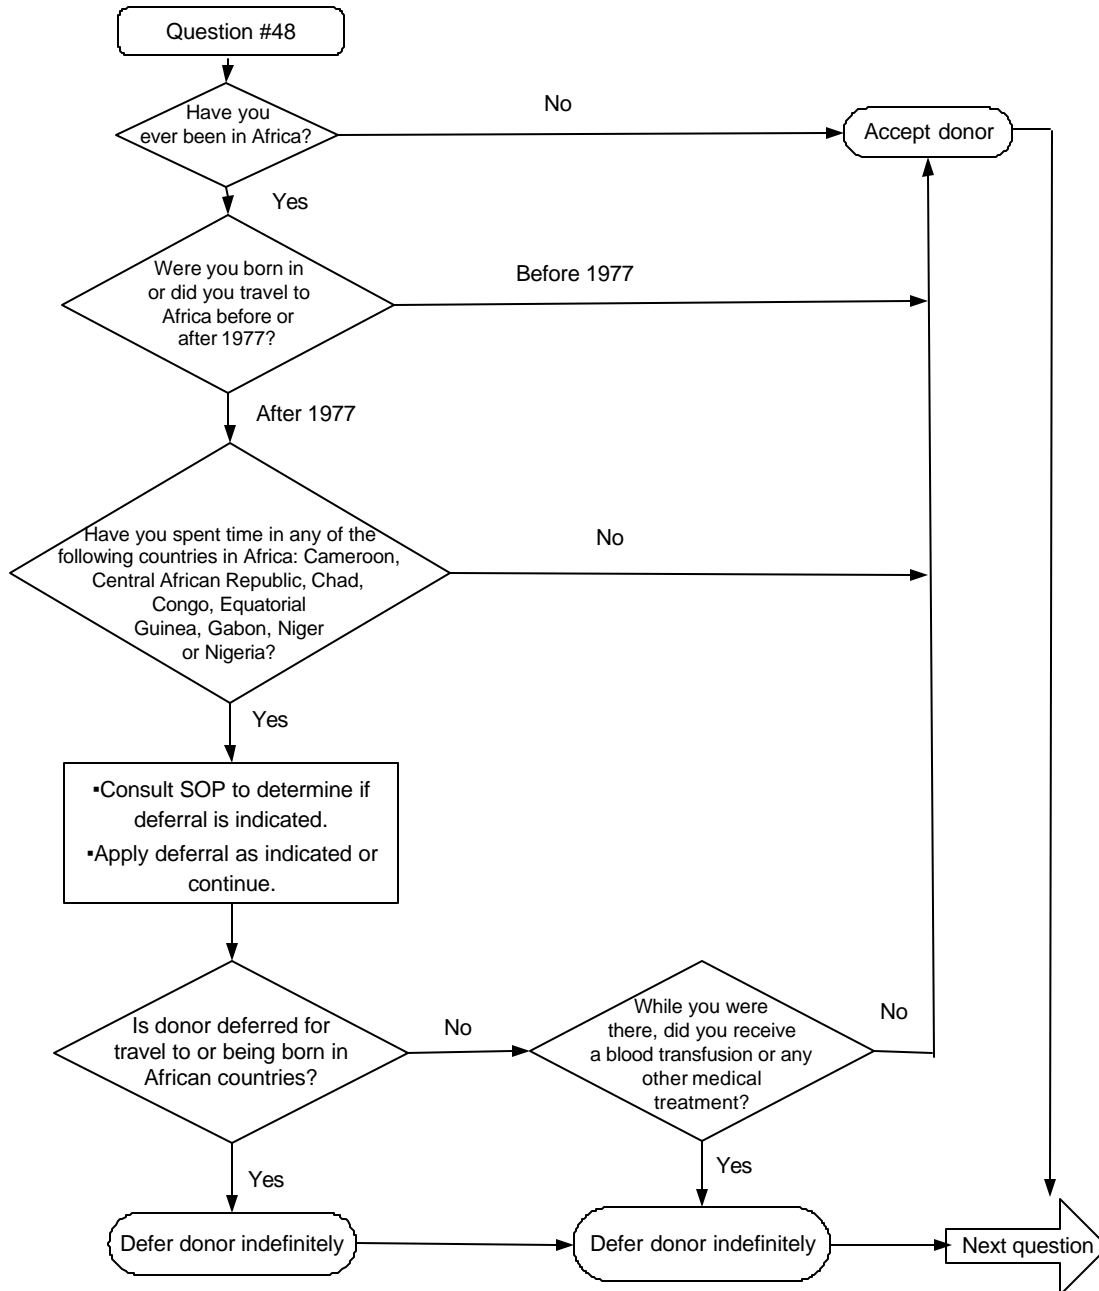 Question #48
Have you
ever been in Africa?
No
Accept donor
Yes
Were you born in
or did you travel to
Africa before or
after 1977?
Before 1977
After 1977
Have you spent time in any of the
following countries in Africa: Cameroon,
Central African Republic, Chad,
Congo, Equatorial
Guinea, Gabon, Niger
or Nigeria?
No
Yes
▪Consult SOP to determine if
deferral is indicated.
▪Apply deferral as indicated or
continue.
Is donor deferred for
travel to or being born in
African countries?
No
While you were
there, did you receive
a blood transfusion or any
other medical
treatment?
No
Yes
Yes
Defer donor indefinitely
Defer donor indefinitely
Next question